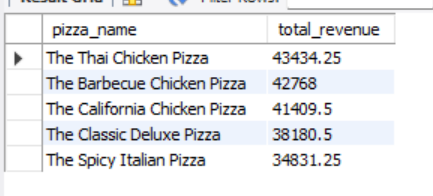 pizza_name total_revenue
The Thai Chicken Pizza 43434.25
The Barbecue Chicken Pizza 42768
The California Chicken Pizza 41409.5
The Classic Deluxe Pizza 38180.5
The Spicy Italian Pizza 34831.25